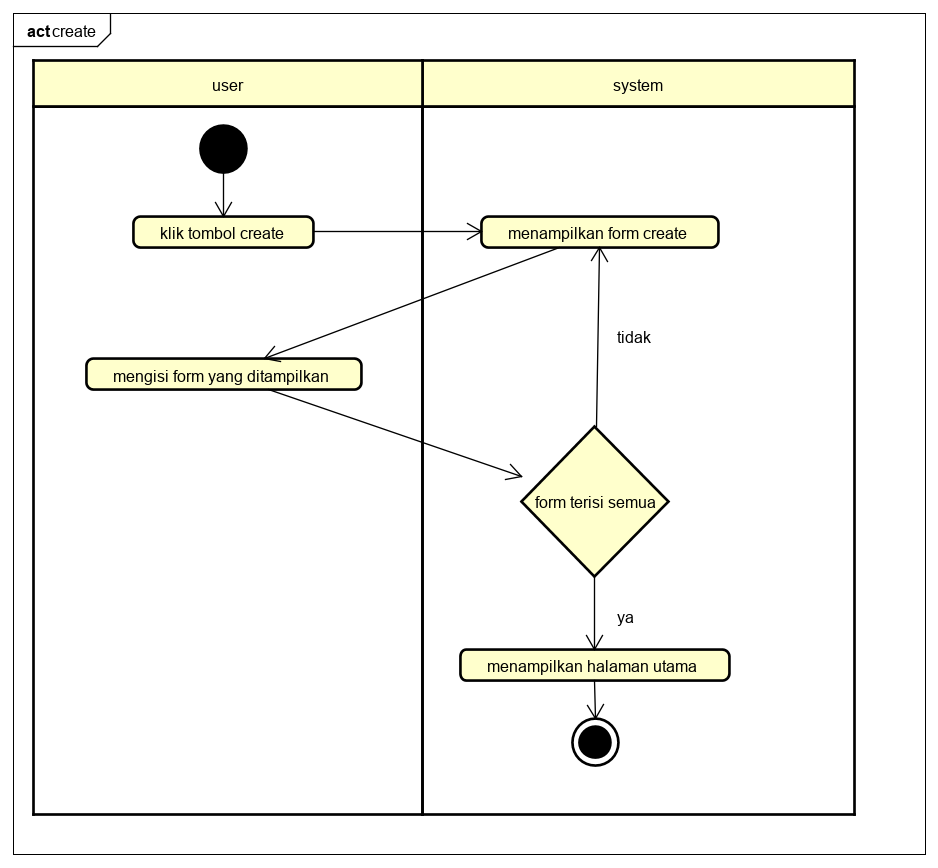 act create
user
system
klik tombol create
menampilkan form create
tidak
mengisi form yang ditampilkan
form terisi semua
ya
menampilkan halaman utama